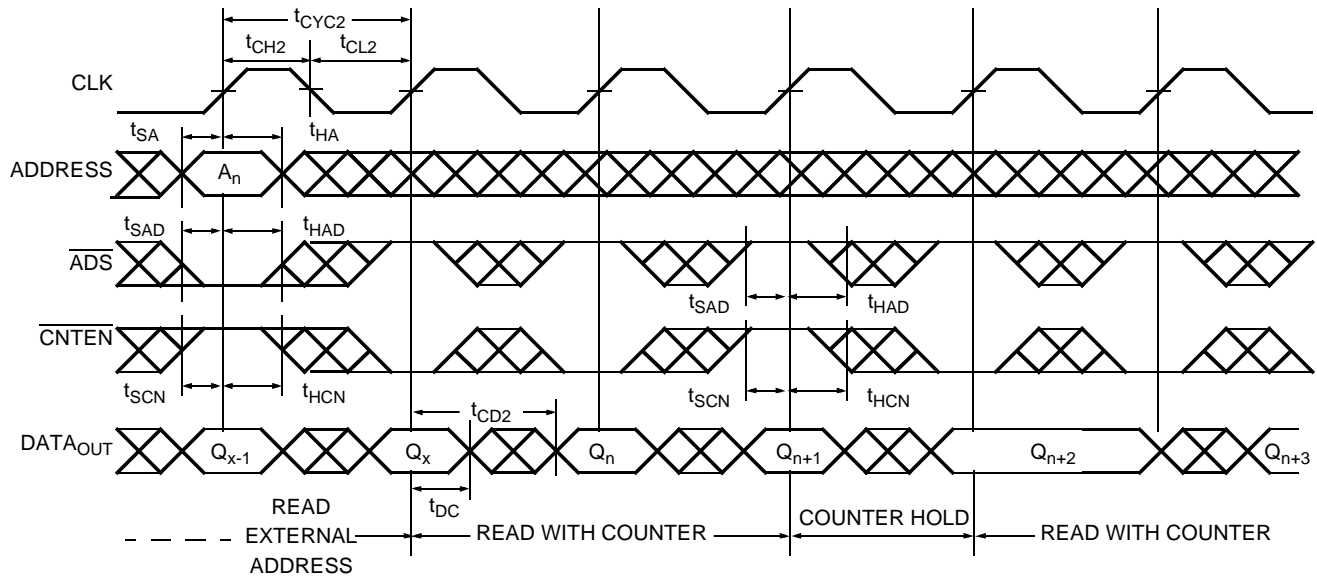 tCYC2
tCH2 tCL2
CLK
tSA tHA
ADDRESS An
tSAD tHAD
ADS
tSAD tHAD
CNTEN
tSCN tHCN tSCN tHCN
tCD2
DATAOUT Qx-1 Qx Qn Qn+1 Qn+2 Qn+3
tDC
READ
EXTERNAL
ADDRESS
READ WITH COUNTER
COUNTER HOLD
READ WITH COUNTER